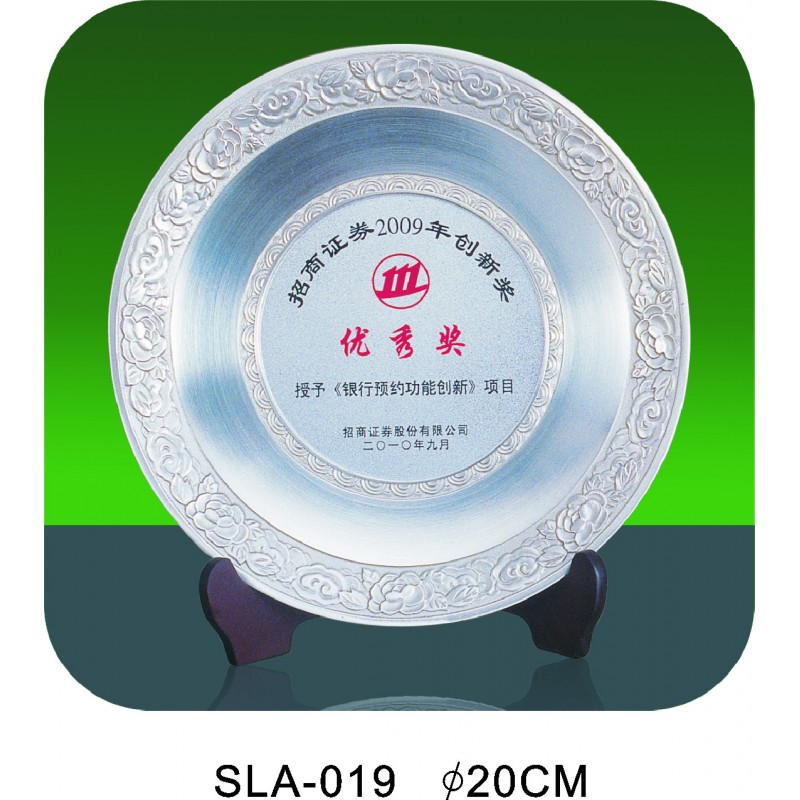 招商证券2009年创新奖
优秀奖
授予《银行预约功能创新》项目
招商证券股份有限公司
二〇一〇年九月
SLA-019 ϕ20CM